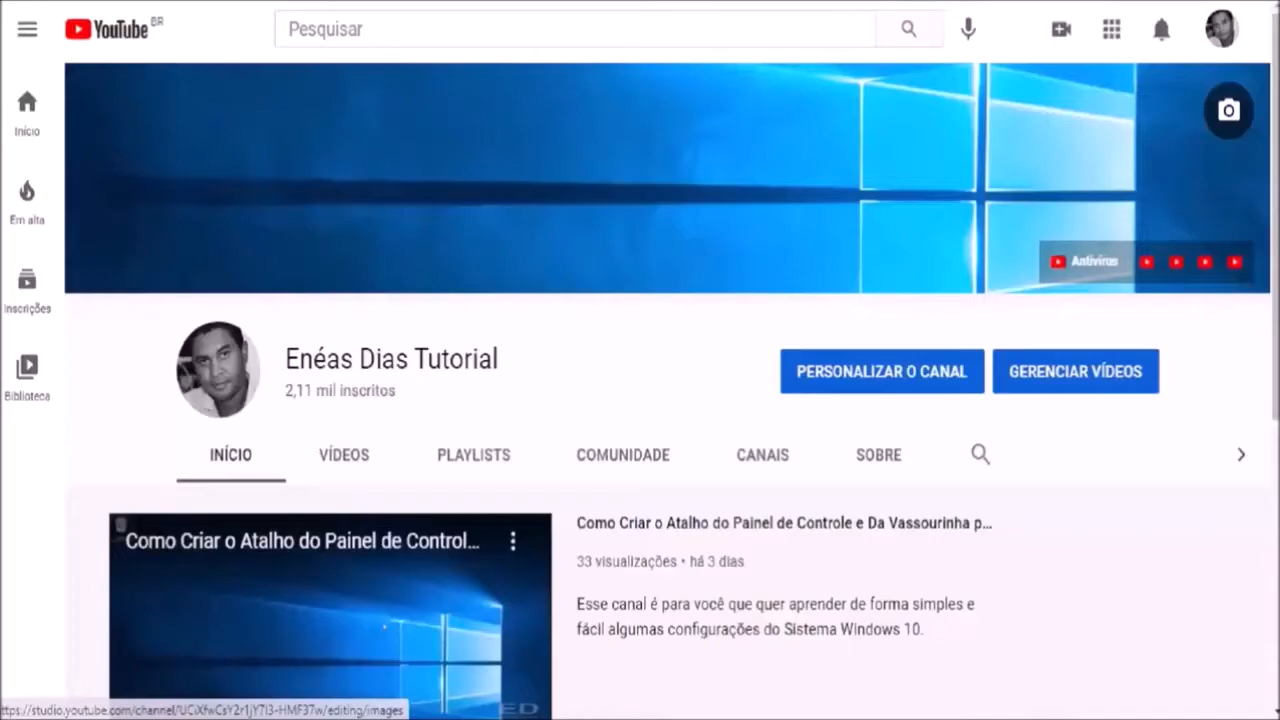 YouTube BR
Pesquisar
Início
Em alta
Inscrições
Biblioteca
Antivirus
Enéas Dias Tutorial
2,11 mil inscritos
PERSONALIZAR O CANAL
GERENCIAR VÍDEOS
INÍCIO
VÍDEOS
PLAYLISTS
COMUNIDADE
CANAIS
SOBRE
Como Criar o Atalho do Painel de Control...
Como Criar o Atalho do Painel de Controle e Da Vassourinha p...
33 visualizações • há 3 dias
Esse canal é para você que quer aprender de forma simples e
fácil algumas configurações do Sistema Windows 10.
ED